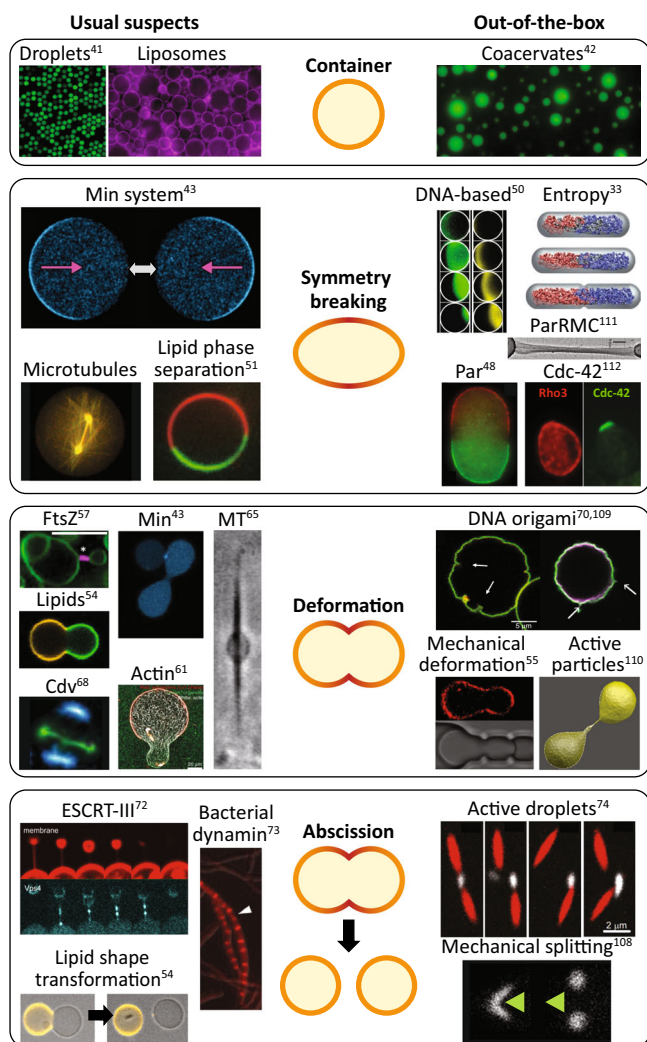 Usual suspects
Out-of-the-box
Droplets41
Liposomes
Container
Coacervates42
Min system43
Symmetry
breaking
DNA-based50
Entropy33
ParRMC111
Microtubules
Lipid phase
separation51
Par48
Cdc-42112
Rho3
Cdc-42
FtsZ57
*
Min43
MT65
Lipids54
Cdv68
Actin61
Deformation
DNA origami70,109
5 µm
Mechanical
deformation55
Active
particles110
ESCRT-III72
membrane
Vps4
Bacterial
dynamin73
Lipid shape
transformation54
Abscission
Active droplets74
2 µm
Mechanical splitting108